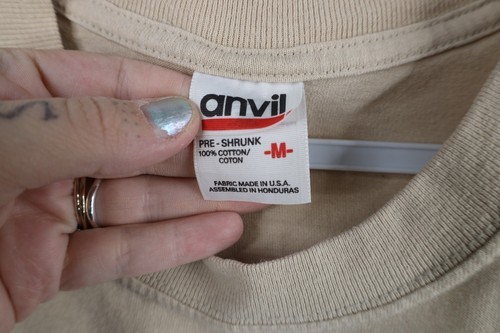 anvil
PRE-SHRUNK
100% COTTON/
COTON
-M-
FABRIC MADE IN U.S.A.
ASSEMBLED IN HONDURAS